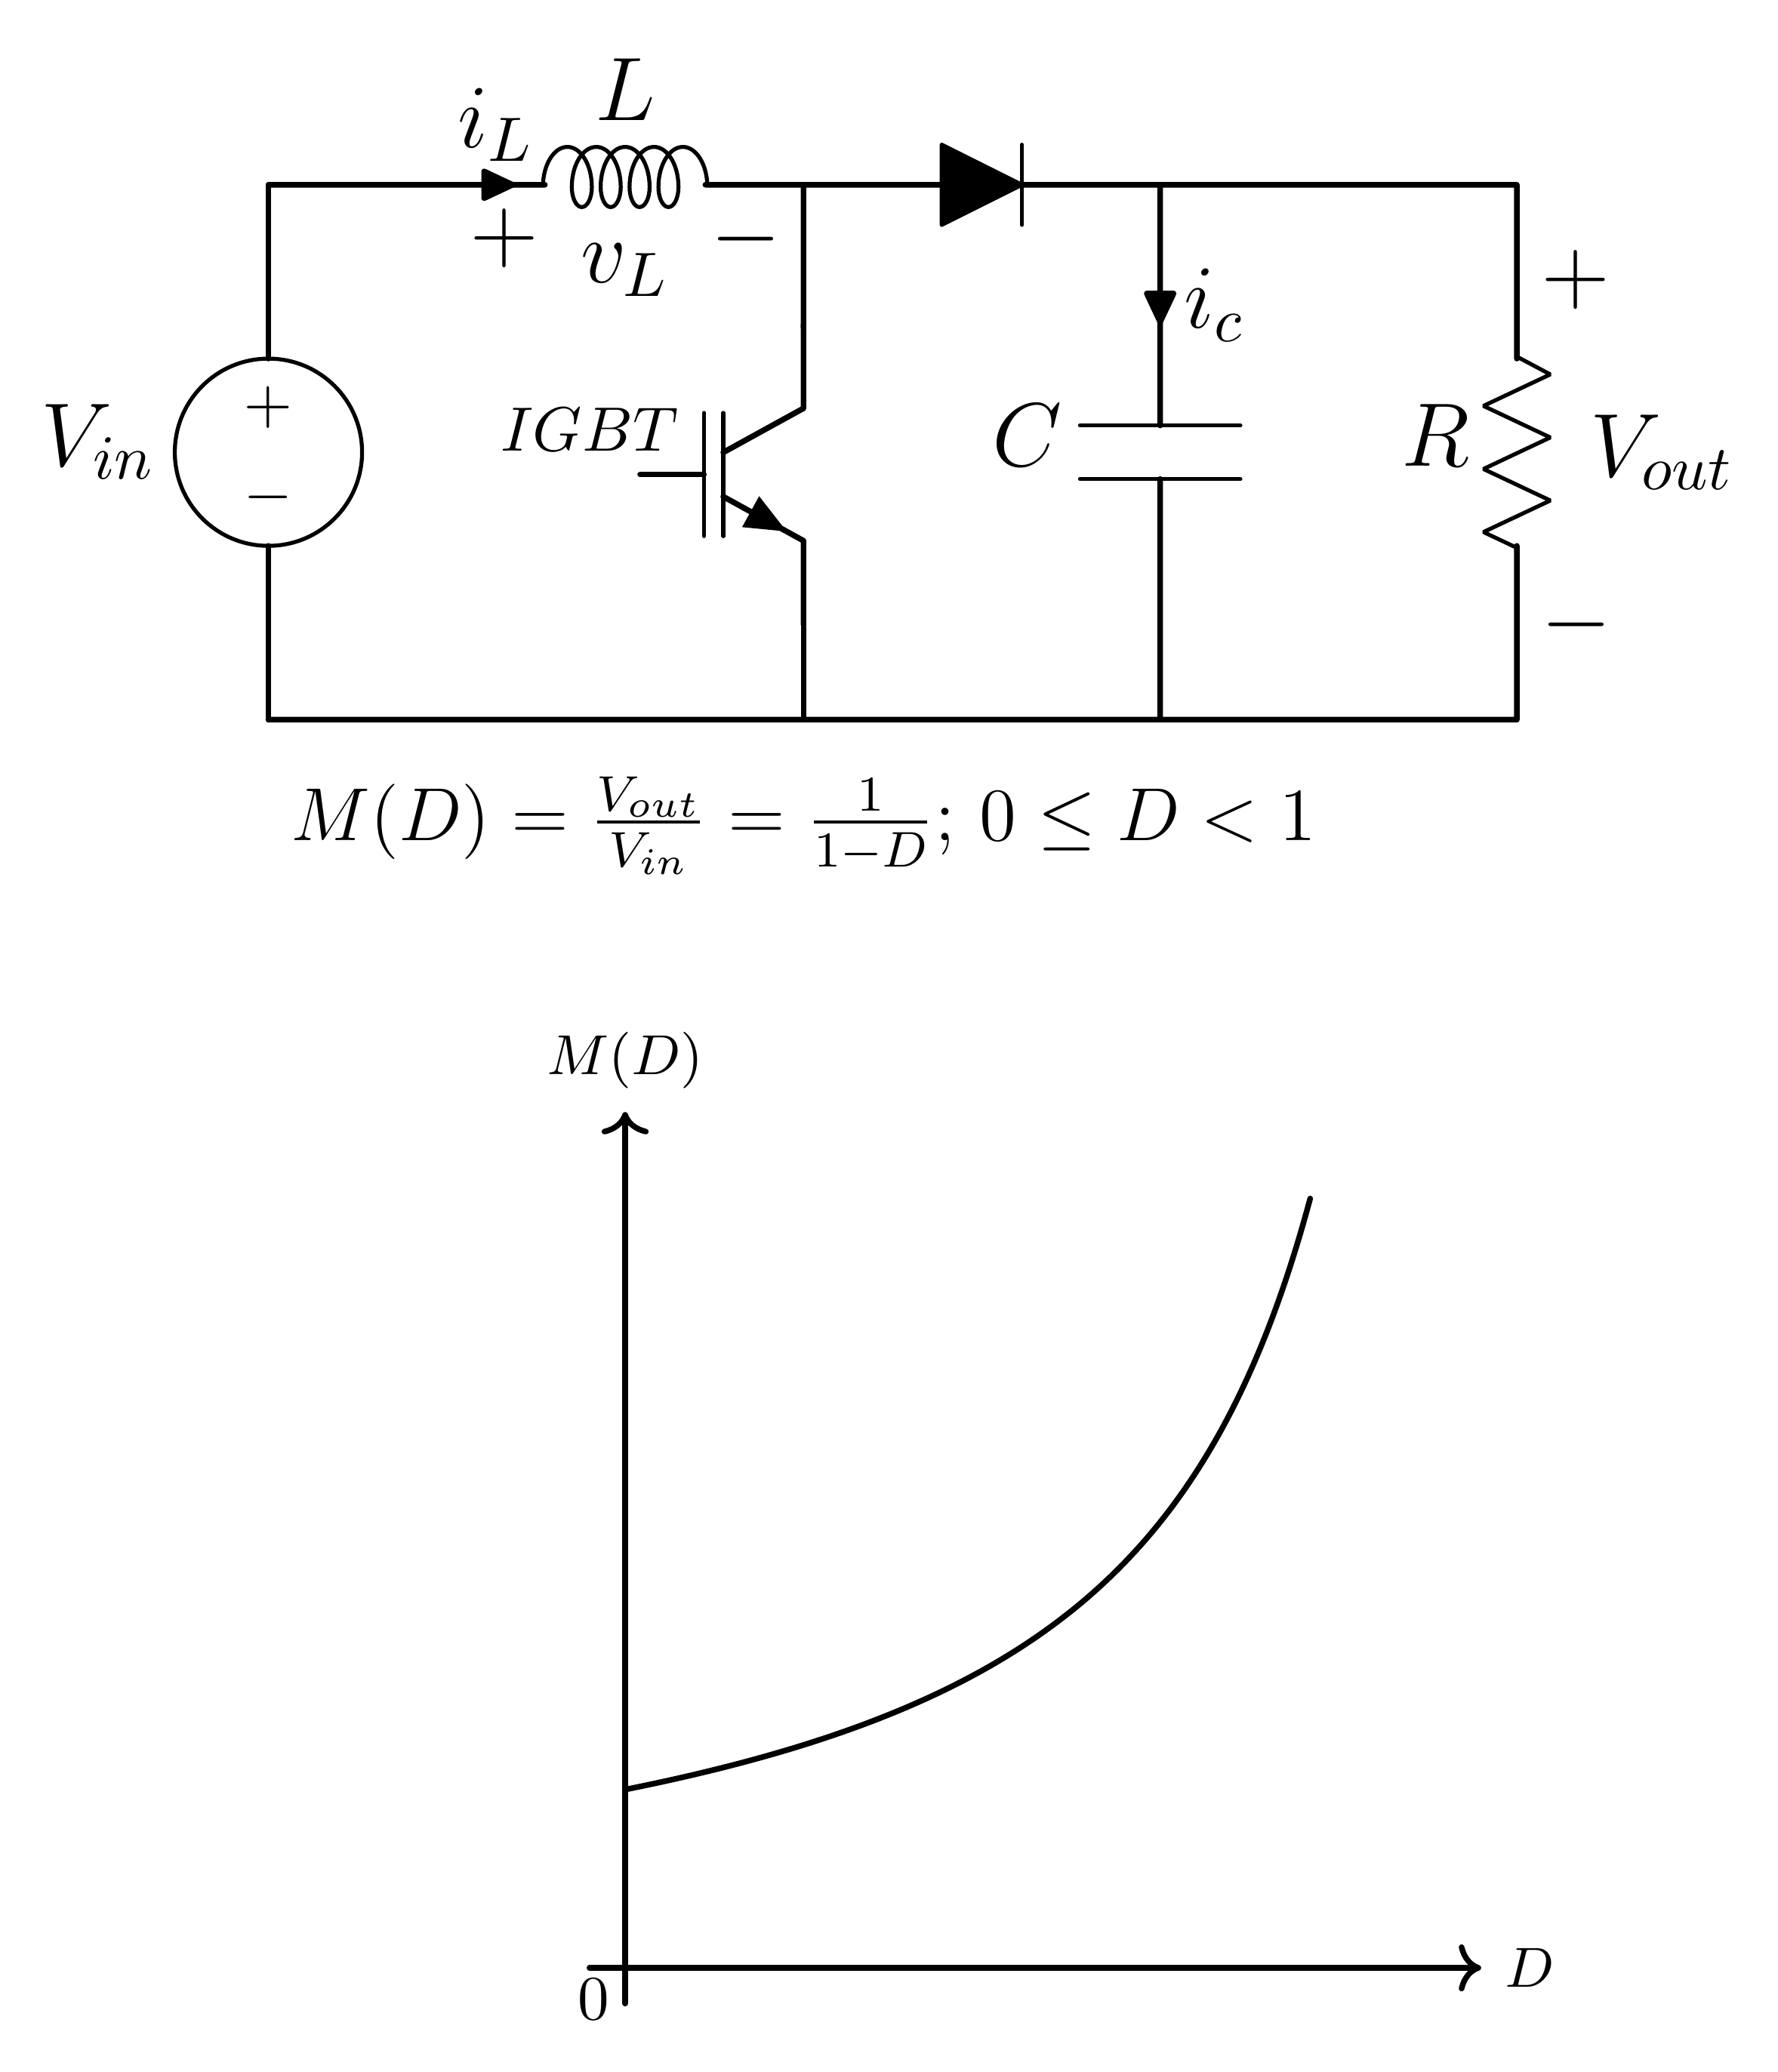 L
i_L
+ v_L −
+
−
V_{in}
IGBT
C
i_c
R
+
V_{out}
−
M(D) = \frac{V_{out}}{V_{in}} = \frac{1}{1-D}; 0 ≤ D < 1
M(D)
0
D